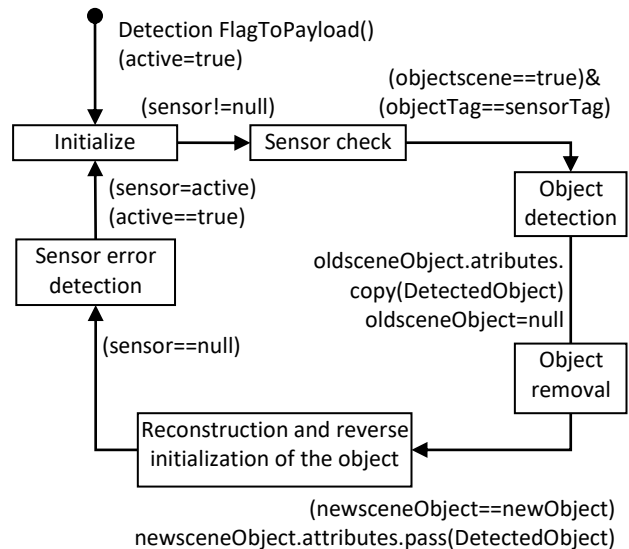 Detection FlagToPayload()
(active=true)
(objectscene==true)&
(sensor!=null)
(objectTag==sensorTag)
Initialize
Sensor check
(sensor=active)
(active==true)
Object
detection
Sensor error
detection
oldsceneObject.atributes.
copy(DetectedObject)
oldsceneObject=null
(sensor==null)
Object
removal
Reconstruction and reverse
initialization of the object
(newsceneObject==newObject)
newsceneObject.attributes.pass(DetectedObject)